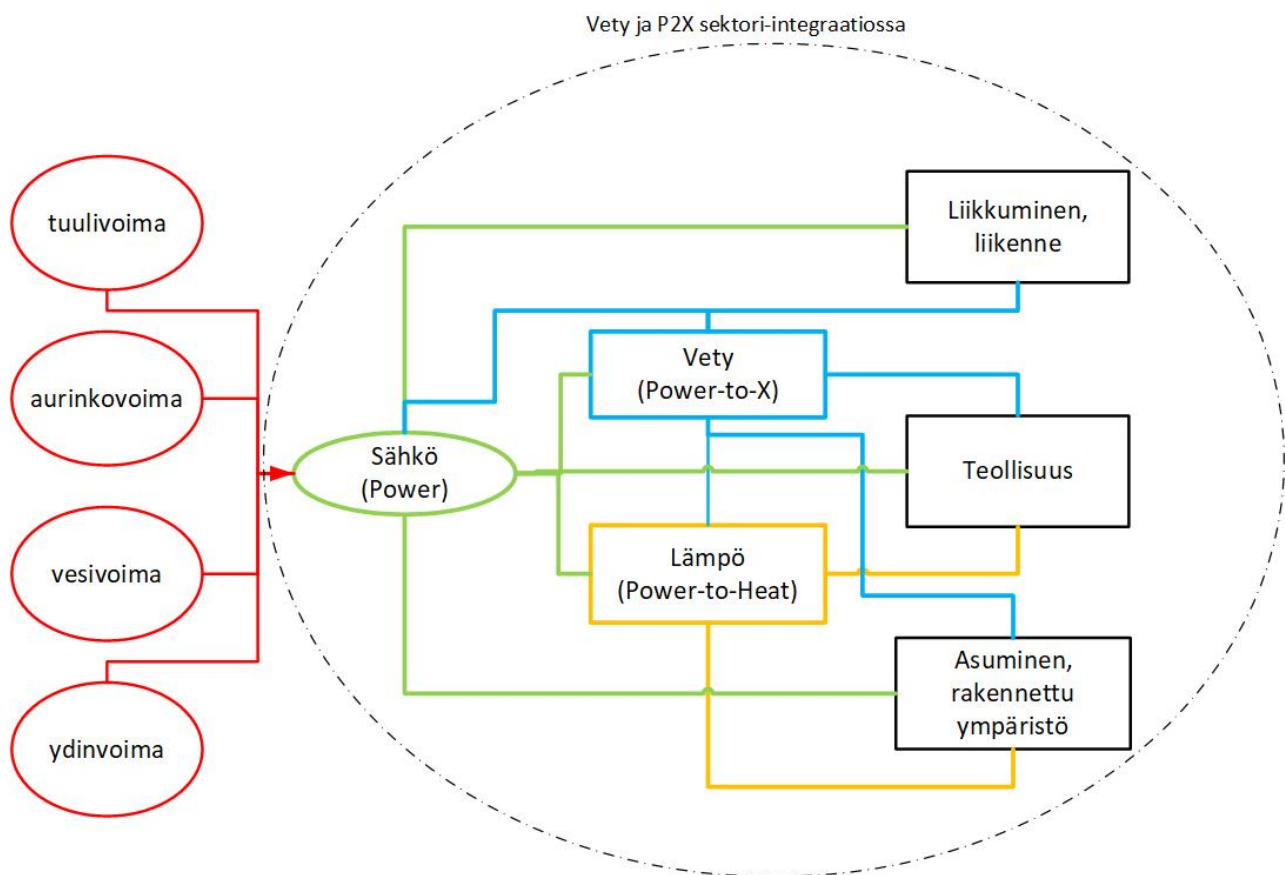 Vety ja P2X sektori-integraatiossa
tuulivoima
aurinkovoima
vesivoima
ydinvoima
Sähkö
(Power)
Vety
(Power-to-X)
Lämpö
(Power-to-Heat)
Liikkuminen,
liikenne
Teollisuus
Asuminen,
rakennettu
ympäristö